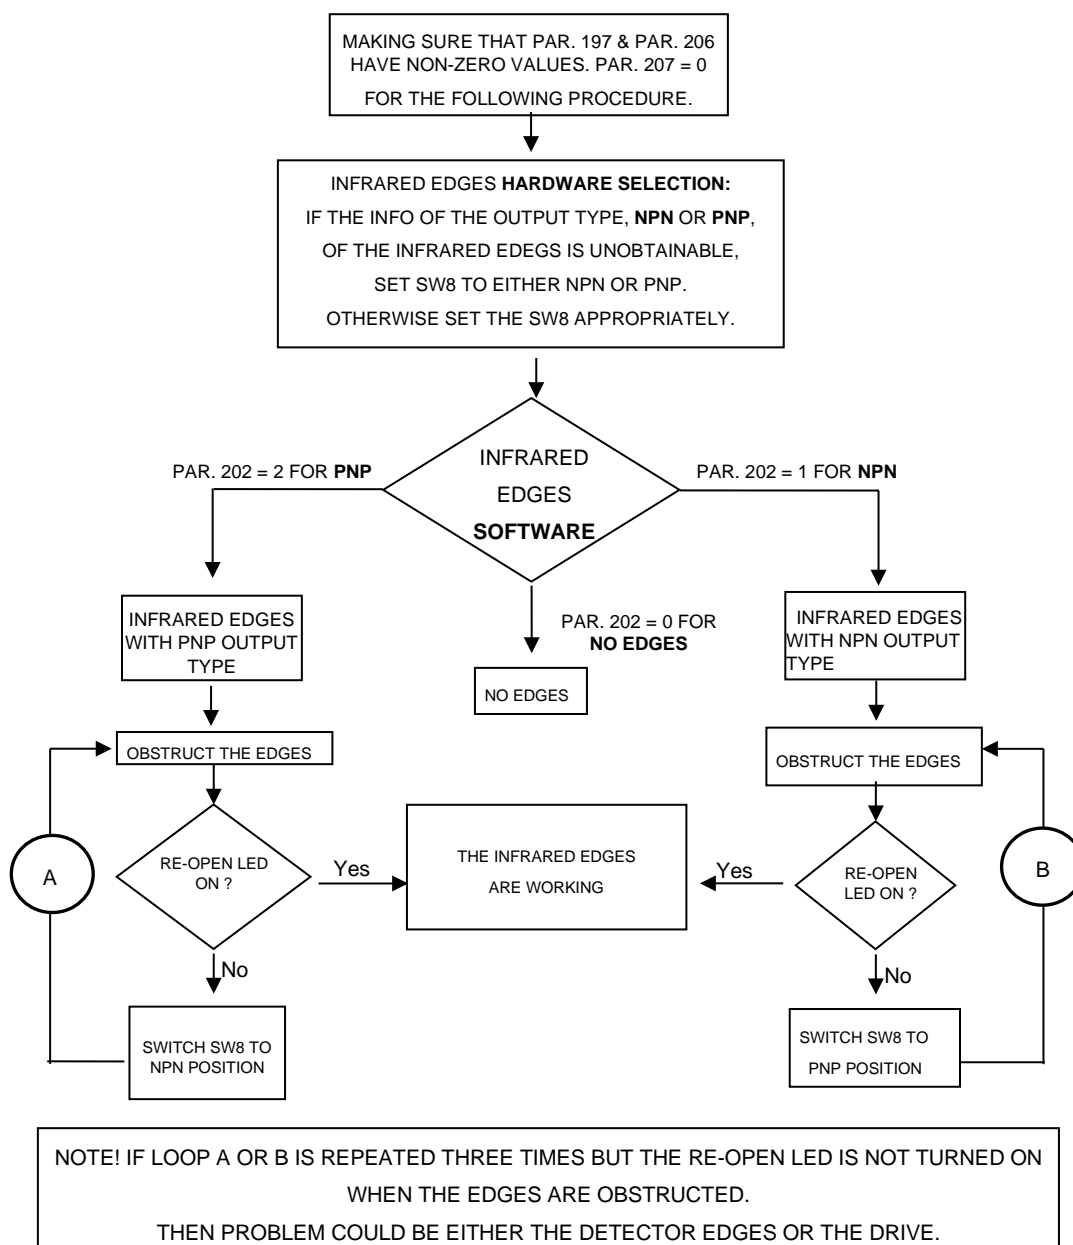 MAKING SURE THAT PAR. 197 & PAR. 206
HAVE NON-ZERO VALUES. PAR. 207 = 0
FOR THE FOLLOWING PROCEDURE.
INFRARED EDGES HARDWARE SELECTION:
IF THE INFO OF THE OUTPUT TYPE, NPN OR PNP,
OF THE INFRARED EDEGS IS UNOBTAINABLE,
SET SW8 TO EITHER NPN OR PNP.
OTHERWISE SET THE SW8 APPROPRIATELY.
INFRARED
EDGES
SOFTWARE
PAR. 202 = 2 FOR PNP
PAR. 202 = 1 FOR NPN
PAR. 202 = 0 FOR
NO EDGES
INFRARED EDGES
WITH PNP OUTPUT
TYPE
NO EDGES
INFRARED EDGES
WITH NPN OUTPUT
TYPE
OBSTRUCT THE EDGES
OBSTRUCT THE EDGES
A
RE-OPEN LED
ON ?
Yes
THE INFRARED EDGES
ARE WORKING
Yes
RE-OPEN
LED ON ?
B
No
No
SWITCH SW8 TO
NPN POSITION
SWITCH SW8 TO
PNP POSITION
NOTE! IF LOOP A OR B IS REPEATED THREE TIMES BUT THE RE-OPEN LED IS NOT TURNED ON
WHEN THE EDGES ARE OBSTRUCTED.
THEN PROBLEM COULD BE EITHER THE DETECTOR EDGES OR THE DRIVE.